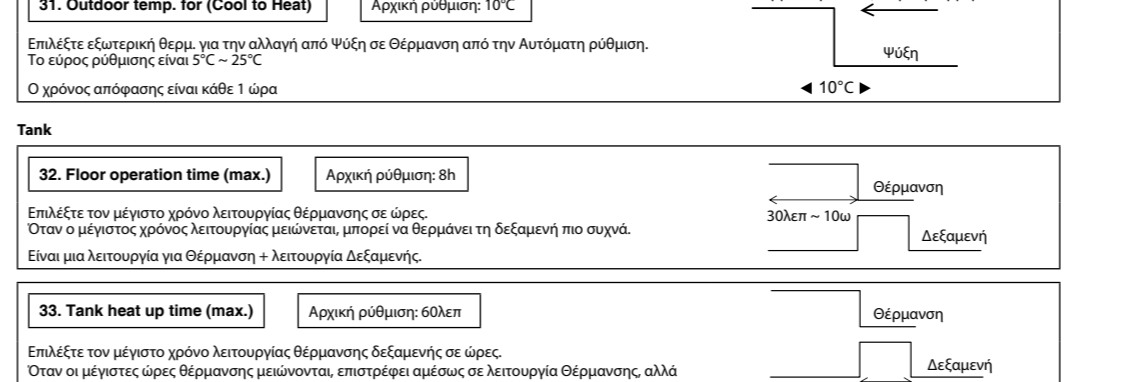 31. Outdoor temp. for (Cool to Heat)
Αρχική ρύθμιση: 10°C
Επιλέξτε εξωτερική θερμ. για την αλλαγή από Ψύξη σε Θέρμανση από την Αυτόματη ρύθμιση.
Το εύρος ρύθμισης είναι 5°C ~ 25°C
Ο χρόνος απόφασης είναι κάθε 1 ώρα
Ψύξη
◀ 10°C ▶
Tank
32. Floor operation time (max.)
Αρχική ρύθμιση: 8h
Επιλέξτε τον μέγιστο χρόνο λειτουργίας θέρμανσης σε ώρες.
Όταν ο μέγιστος χρόνος λειτουργίας μειώνεται, μπορεί να θερμάνει τη δεξαμενή πιο συχνά.
Είναι μια λειτουργία για Θέρμανση + λειτουργία Δεξαμενής.
Θέρμανση
30λεπ ~ 10ω
Δεξαμενή
33. Tank heat up time (max.)
Αρχική ρύθμιση: 60λεπ
Επιλέξτε τον μέγιστο χρόνο λειτουργίας θέρμανσης δεξαμενής σε ώρες.
Όταν οι μέγιστες ώρες θέρμανσης μειώνονται, επιστρέφει αμέσως σε λειτουργία Θέρμανσης, αλλά
Θέρμανση
Δεξαμενή